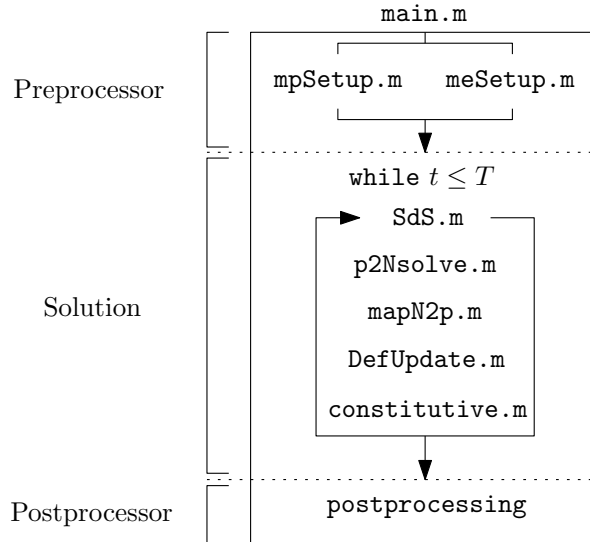 main.m
Preprocessor
mpSetup.m meSetup.m
while t ≤ T
SdS.m
p2Nsolve.m
Solution
mapN2p.m
DefUpdate.m
constitutive.m
Postprocessor
postprocessing